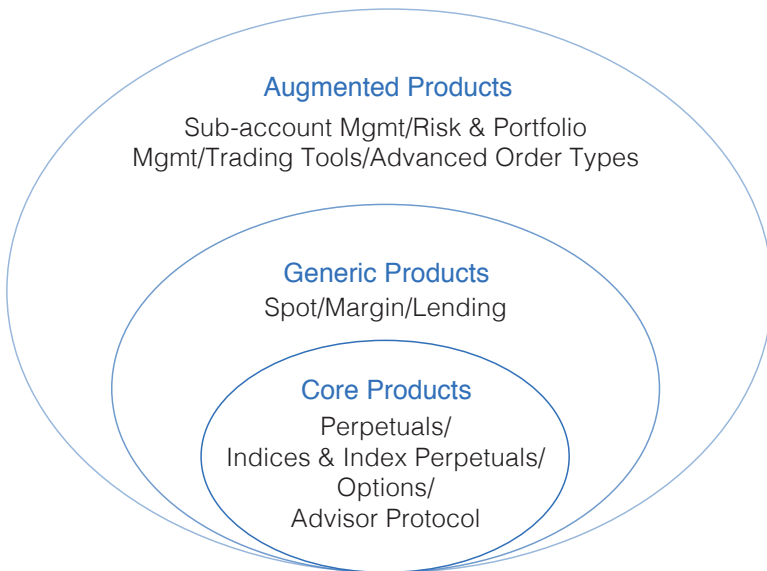 Augmented Products
Sub-account Mgmt/Risk & Portfolio
Mgmt/Trading Tools/Advanced Order Types
Generic Products
Spot/Margin/Lending
Core Products
Perpetuals/
Indices & Index Perpetuals/
Options/
Advisor Protocol